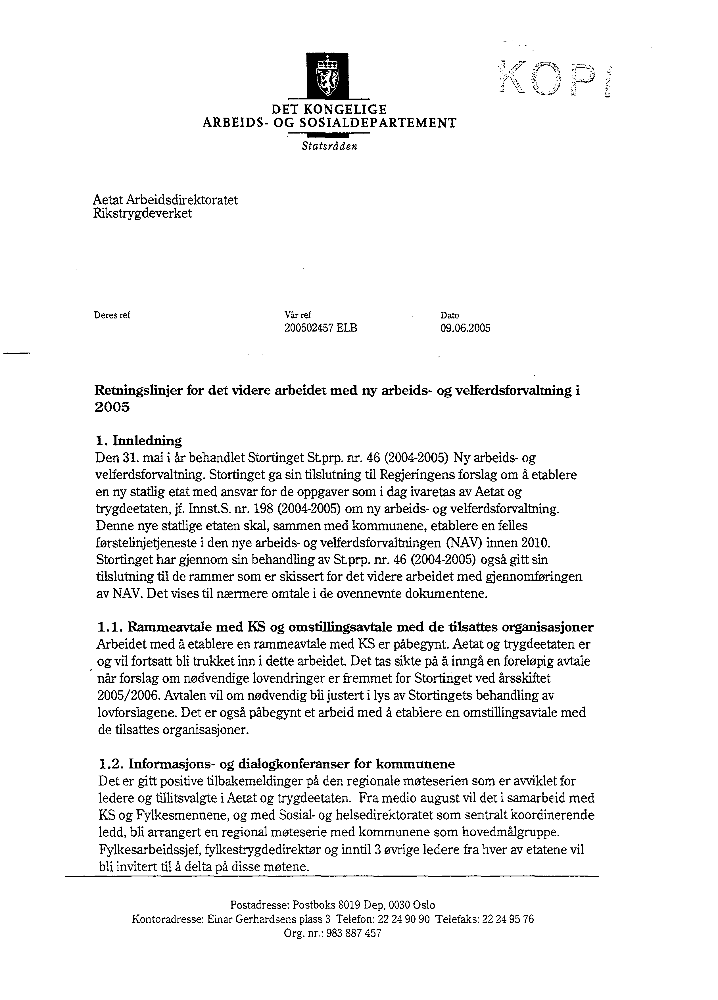 KOPI
DET KONGELIGE
ARBEIDS- OG SOSIALDEPARTEMENT
Statsråden
Aetat Arbeidsdirektoratet
Rikstrygdeverket
Deres ref
Vår ref
Dato
200502457 ELB
09.06.2005
Retningslinjer for det videre arbeidet med ny arbeids- og velferdsforvaltning i
2005
1. Innledning
Den 31. mai i år behandlet Stortinget St.prp. nr. 46 (2004-2005) Ny arbeids- og
velferdsforvaltning. Stortinget ga sin tilslutning til Regjeringens forslag om å etablere
en ny statlig etat med ansvar for de oppgaver som i dag ivaretas av Aetat og
trygdeetaten, jf. Innst.S. nr. 198 (2004-2005) om ny arbeids- og velferdsforvaltning.
Denne nye statlige etaten skal, sammen med kommunene, etablere en felles
førstelinjetjeneste i den nye arbeids- og velferdsforvaltningen (NAV) innen 2010.
Stortinget har gjennom sin behandling av St.prp. nr. 46 (2004-2005) også gitt sin
tilslutning til de rammer som er skissert for det videre arbeidet med gjennomføringen
av NAV. Det vises til nærmere omtale i de ovennevnte dokumentene.
1.1. Rammeavtale med KS og omstillingsavtale med de tilsattes organisasjoner
Arbeidet med å etablere en rammeavtale med KS er påbegynt. Aetat og trygdeetaten er
og vil fortsatt bli trukket inn i dette arbeidet. Det tas sikte på å inngå en foreløpig avtale
når forslag om nødvendige lovendringer er fremmet for Stortinget ved årsskiftet
2005/2006. Avtalen vil om nødvendig bli justert i lys av Stortingets behandling av
lovforslagene. Det er også påbegynt et arbeid med å etablere en omstillingsavtale med
de tilsattes organisasjoner.
1.2. Informasjons- og dialogkonferanser for kommunene
Det er gitt positive tilbakemeldinger på den regionale møteserien som er avviklet for
ledere og tillitsvalgte i Aetat og trygdeetaten. Fra medio august vil det i samarbeid med
KS og Fylkesmennene, og med Sosial- og helsedirektoratet som sentralt koordinerende
ledd, bli arrangert en regional møteserie med kommunene som hovedmålgruppe.
Fylkesarbeidssjef, fylkestrygdedirektør og inntil 3 øvrige ledere fra hver av etatene vil
bli invitert til å delta på disse møtene.
Postadresse: Postboks 8019 Dep, 0030 Oslo
Kontoradresse: Einar Gerhardsens plass 3 Telefon: 22 24 90 90 Telefaks: 22 24 95 76
Org. nr.: 983 887 457